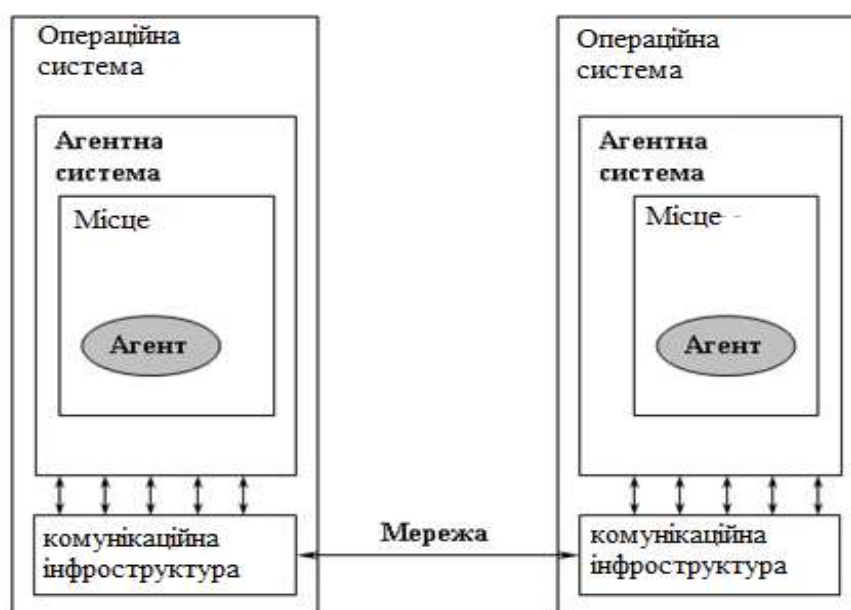 Операційна
система
Агентна
система
Місце
Агент
комунікаційна
інфроструктура
Мережа
Операційна
система
Агентна
система
Місце
Агент
комунікаційна
інфроструктура